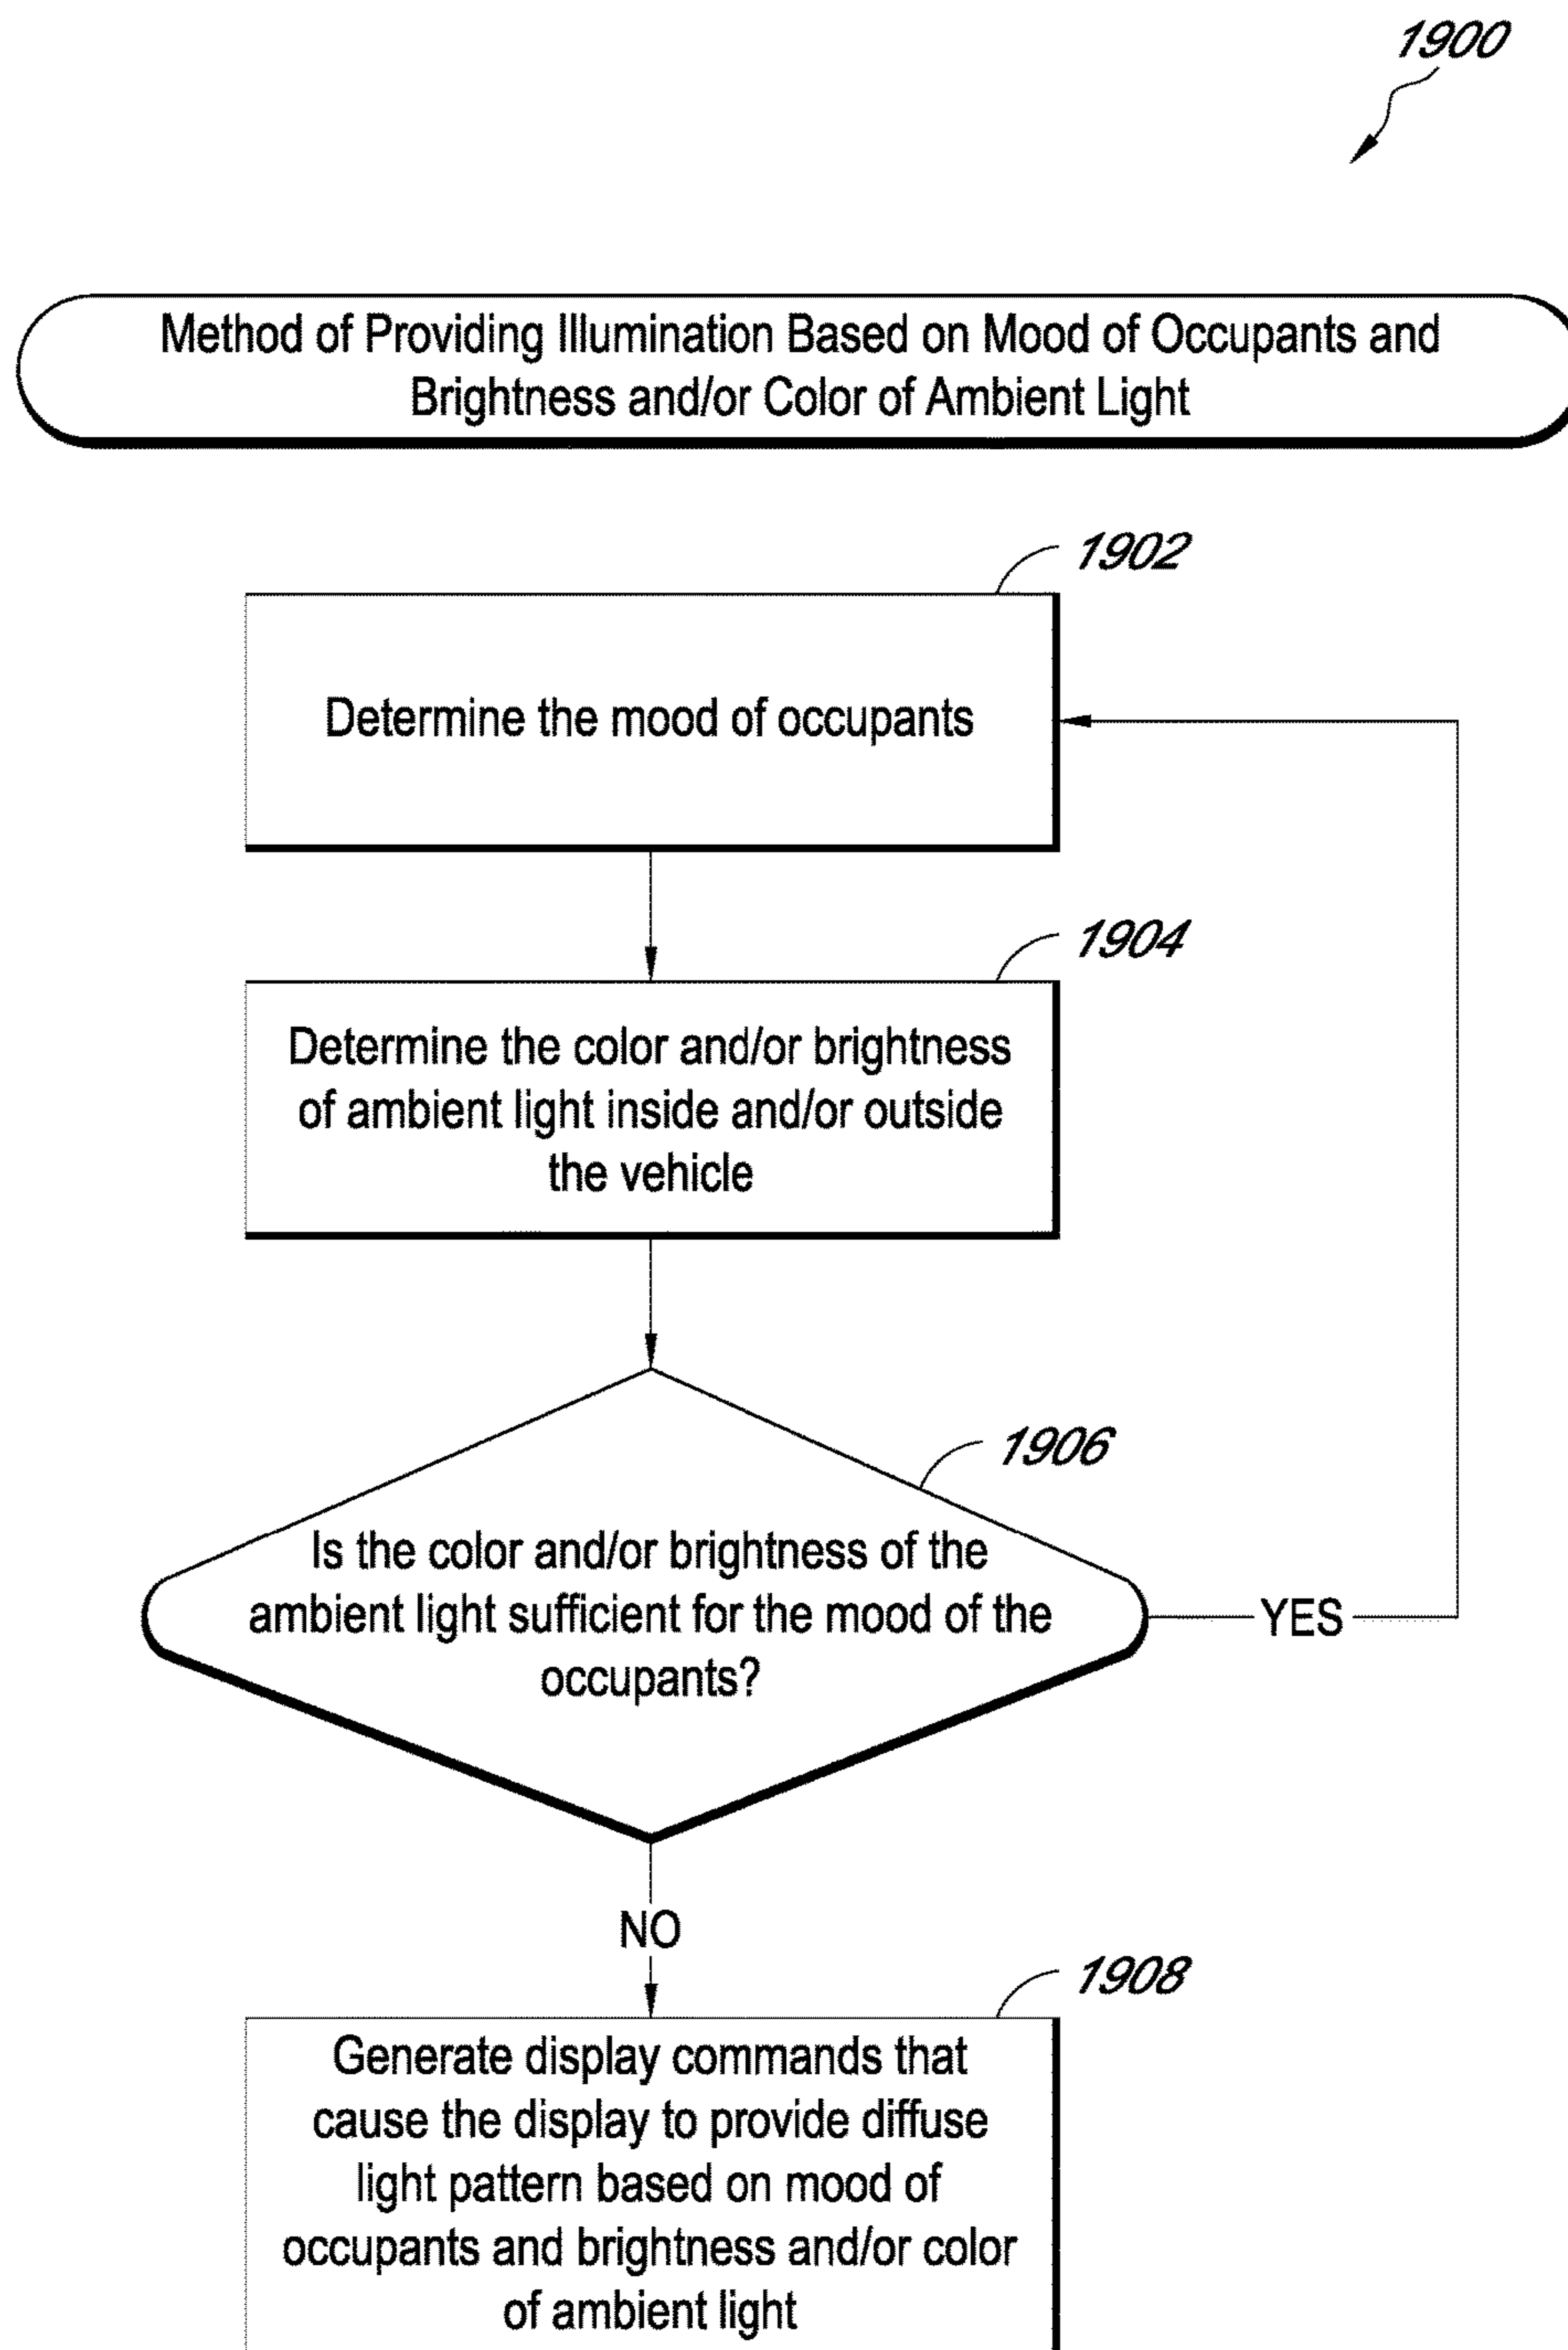 1900
Method of Providing Illumination Based on Mood of Occupants and
Brightness and/or Color of Ambient Light
1902
Determine the mood of occupants
1904
Determine the color and/or brightness
of ambient light inside and/or outside
the vehicle
1906
Is the color and/or brightness of the
ambient light sufficient for the mood of the
occupants?
YES
NO
1908
Generate display commands that
cause the display to provide diffuse
light pattern based on mood of
occupants and brightness and/or color
of ambient light